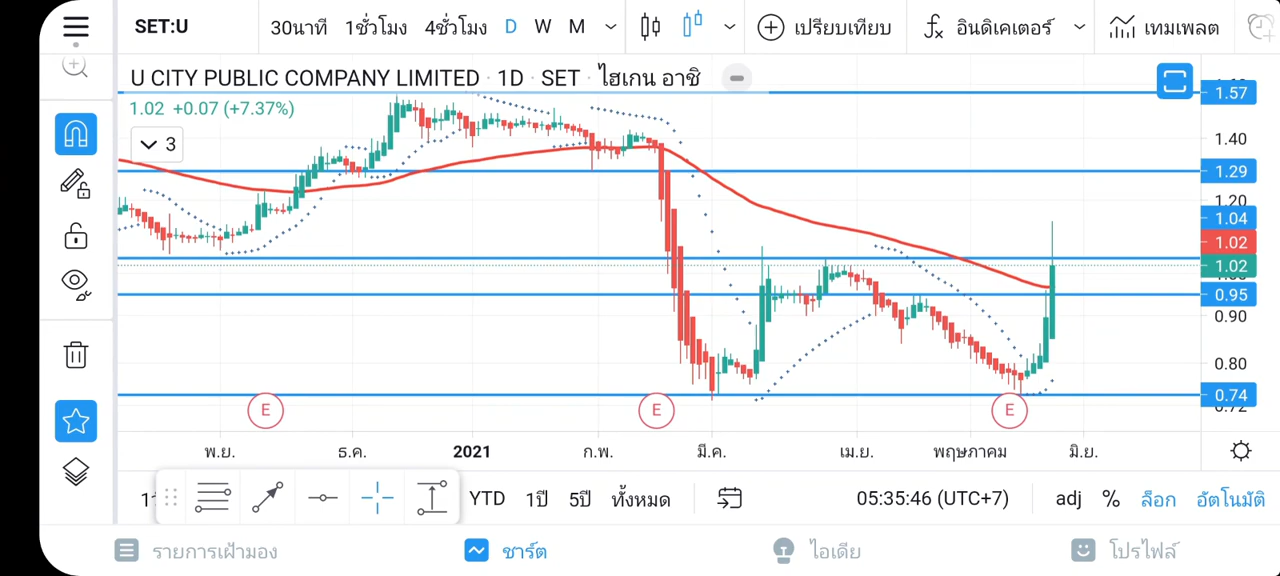 SET:U
30นาที 1ชั่วโมง 4ชั่วโมง D W M เปรียบเทียบ อินดิเคเตอร์ เทมเพลต
U CITY PUBLIC COMPANY LIMITED · 1D · SET · ไฮเกน อาชิ
1.02 +0.07 (+7.37%)
3
1.57
1.40
1.29
1.20
1.04
1.02
1.02
0.95
0.90
0.80
0.74
0.72
E E E
พ.ย. ธ.ค. 2021 ก.พ. มี.ค. เม.ย. พฤษภาคม มิ.ย.
YTD 1ปี 5ปี ทั้งหมด 05:35:46 (UTC+7) adj % ล็อก อัตโนมัติ
รายการเฝ้ามอง ชาร์ต ไอเดีย โปรไฟล์